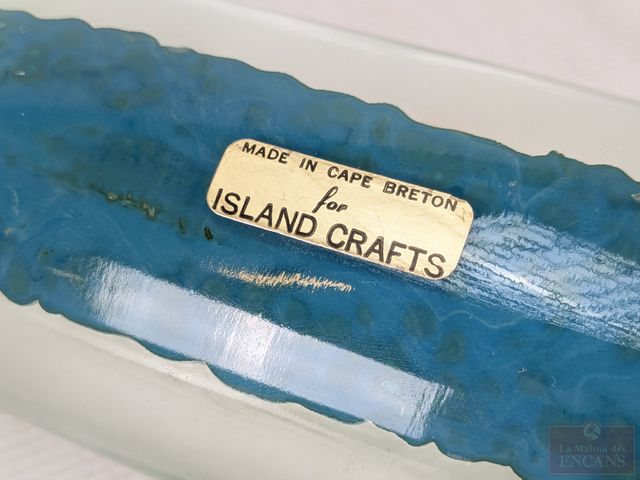 MADE IN CAPE BRETON
for
ISLAND CRAFTS
La Maison des
ENCANS